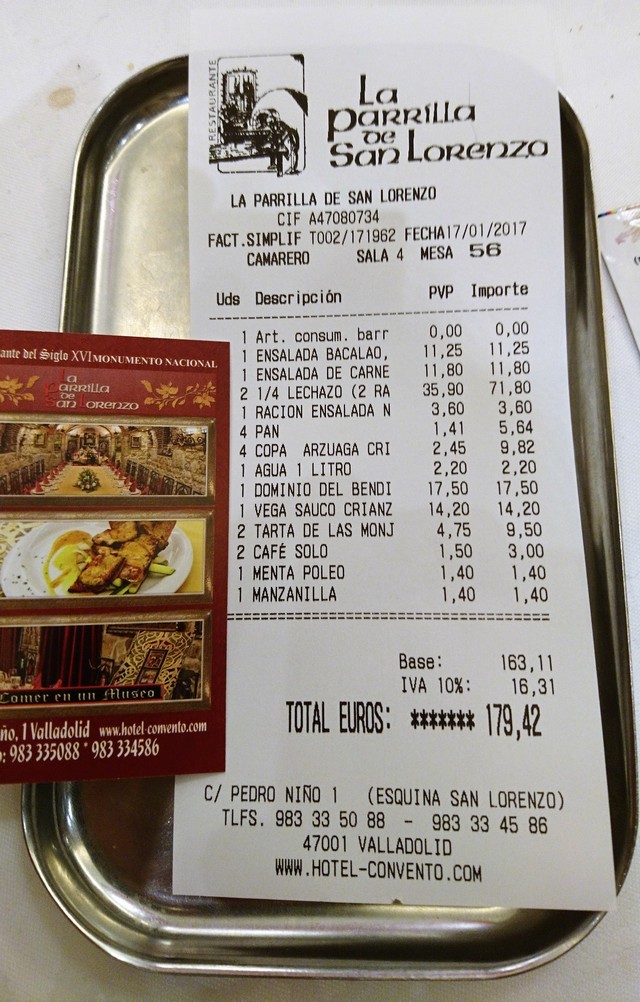 RESTAURANTE
La
Parrilla
de
San Lorenzo
LA PARRILLA DE SAN LORENZO
CIF A47080734
FACT.SIMPLIF T002/171962 FECHA17/01/2017
CAMARERO SALA 4 MESA 56
Uds Descripción PVP Importe
1 Art. consum. barr 0,00 0,00
1 ENSALADA BACALAO, 11,25 11,25
1 ENSALADA DE CARNE 11,80 11,80
2 1/4 LECHAZO (2 RA 35,90 71,80
1 RACION ENSALADA N 3,60 3,60
4 PAN 1,41 5,64
4 COPA ARZUAGA CRI 2,45 9,82
1 AGUA 1 LITRO 2,20 2,20
1 DOMINIO DEL BENDI 17,50 17,50
1 VEGA SAUCO CRIANZ 14,20 14,20
2 TARTA DE LAS MONJ 4,75 9,50
2 CAFÉ SOLO 1,50 3,00
1 MENTA POLEO 1,40 1,40
1 MANZANILLA 1,40 1,40
Base: 163,11
IVA 10%: 16,31
TOTAL EUROS: ******* 179,42
C/ PEDRO NIÑO 1 (ESQUINA SAN LORENZO)
TLFS. 983 33 50 88 - 983 33 45 86
47001 VALLADOLID
WWW.HOTEL-CONVENTO.COM
ante del Siglo XVI MONUMENTO NACIONAL
La
Parrilla
de
San Lorenzo
Comer en un Museo
ño, 1 Valladolid www.hotel-convento.com
o: 983 335088 * 983 334586